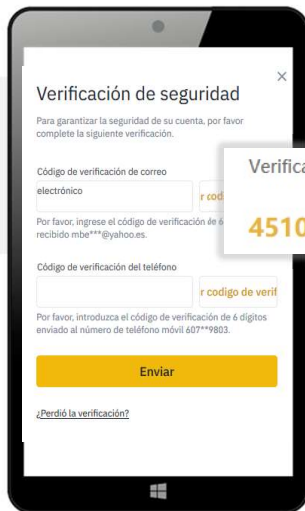 Verificación de seguridad
Para garantizar la seguridad de su cuenta, por favor
complete la siguiente verificación.
Código de verificación de correo
electrónico
r codi
Verifica
4510
Por favor, ingrese el código de verificación de 6
recibido mbe***@yahoo.es.
Código de verificación del teléfono
r codigo de verif
Por favor, introduzca el código de verificación de 6 dígitos
enviado al número de teléfono móvil 607**9803.
Enviar
¿Perdió la verificación?